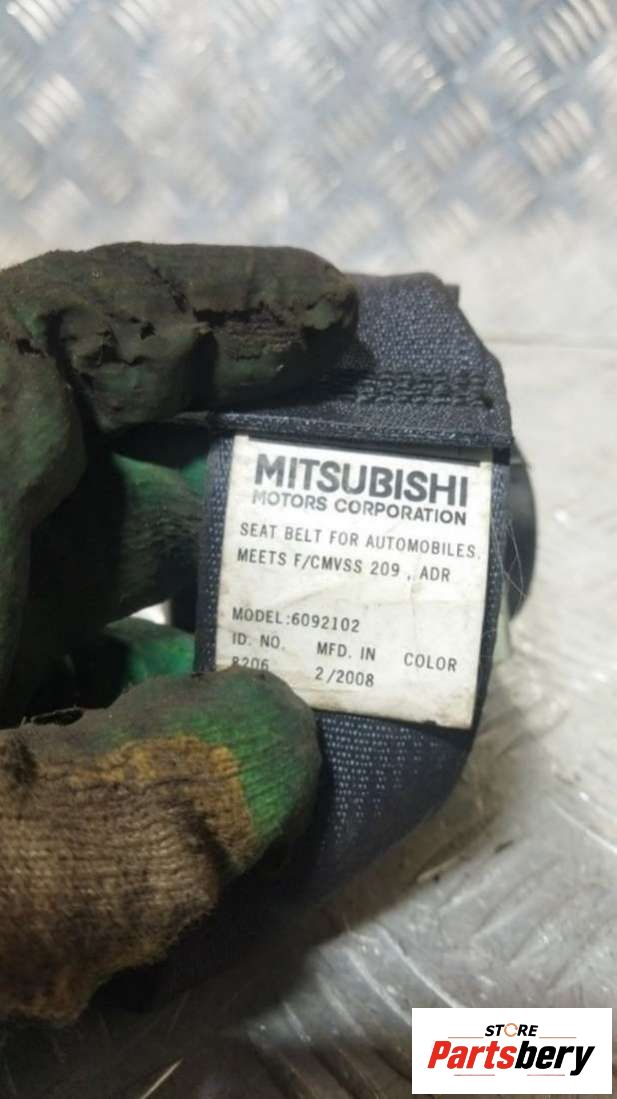 MITSUBISHI
MOTORS CORPORATION
SEAT BELT FOR AUTOMOBILES.
MEETS F/CMVSS 209 , ADR
MODEL:6092102
ID. NO. MFD. IN COLOR
8206 2/2008
STORE
Partsbery